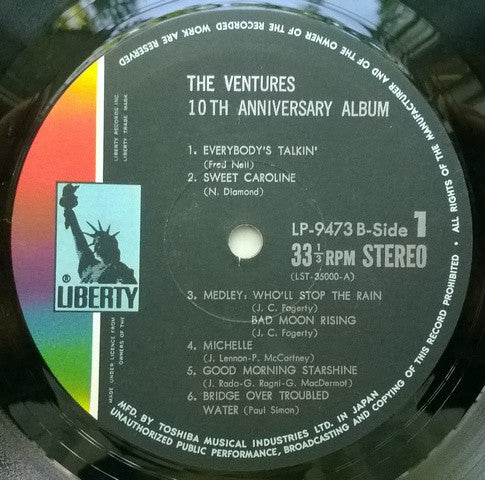 THE VENTURES
10TH ANNIVERSARY ALBUM
1. EVERYBODY'S TALKIN'
(Fred Neil)
2. SWEET CAROLINE
(N. Diamond)
LP-9473 B-Side 1
33 1/3 RPM STEREO
(LST-35000-A)
3. MEDLEY: WHO'LL STOP THE RAIN
(J. C. Fogerty)
BAD MOON RISING
(J. C. Fogerty)
4. MICHELLE
(J. Lennon-P. McCartney)
5. GOOD MORNING STARSHINE
(J. Rado-G. Ragni-G. MacDermot)
6. BRIDGE OVER TROUBLED
WATER (Paul Simon)
LIBERTY RECORDS INC.
LIBERTY TRADE MARK
®
LIBERTY
MADE UNDER LICENCE FROM
OWNERS OF THE
MFD. BY TOSHIBA MUSICAL INDUSTRIES LTD. IN JAPAN
ALL RIGHTS OF THE MANUFACTURER AND OF THE OWNER OF THE RECORDED WORK ARE RESERVED
UNAUTHORIZED PUBLIC PERFORMANCE, BROADCASTING AND COPYING OF THIS RECORD PROHIBITED •